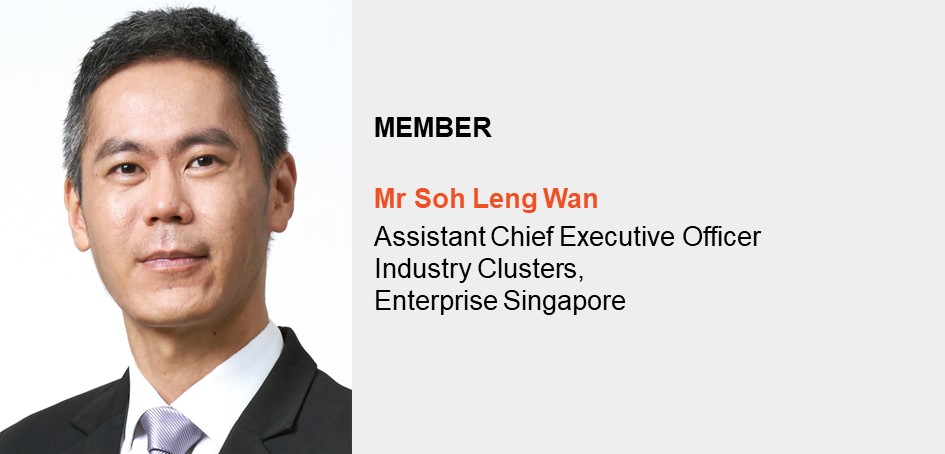 MEMBER
Mr Soh Leng Wan
Assistant Chief Executive Officer
Industry Clusters,
Enterprise Singapore